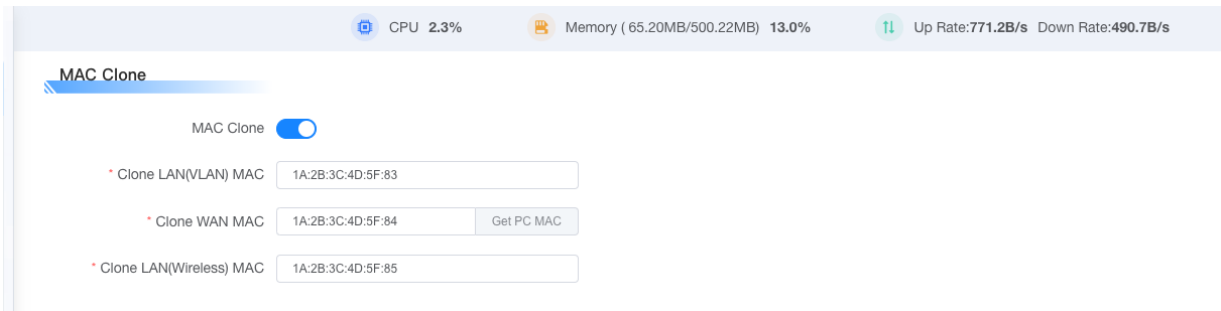 CPU 2.3% Memory ( 65.20MB/500.22MB) 13.0% Up Rate:771.2B/s Down Rate:490.7B/s
MAC Clone
MAC Clone
* Clone LAN(VLAN) MAC 1A:2B:3C:4D:5F:83
* Clone WAN MAC 1A:2B:3C:4D:5F:84 Get PC MAC
* Clone LAN(Wireless) MAC 1A:2B:3C:4D:5F:85